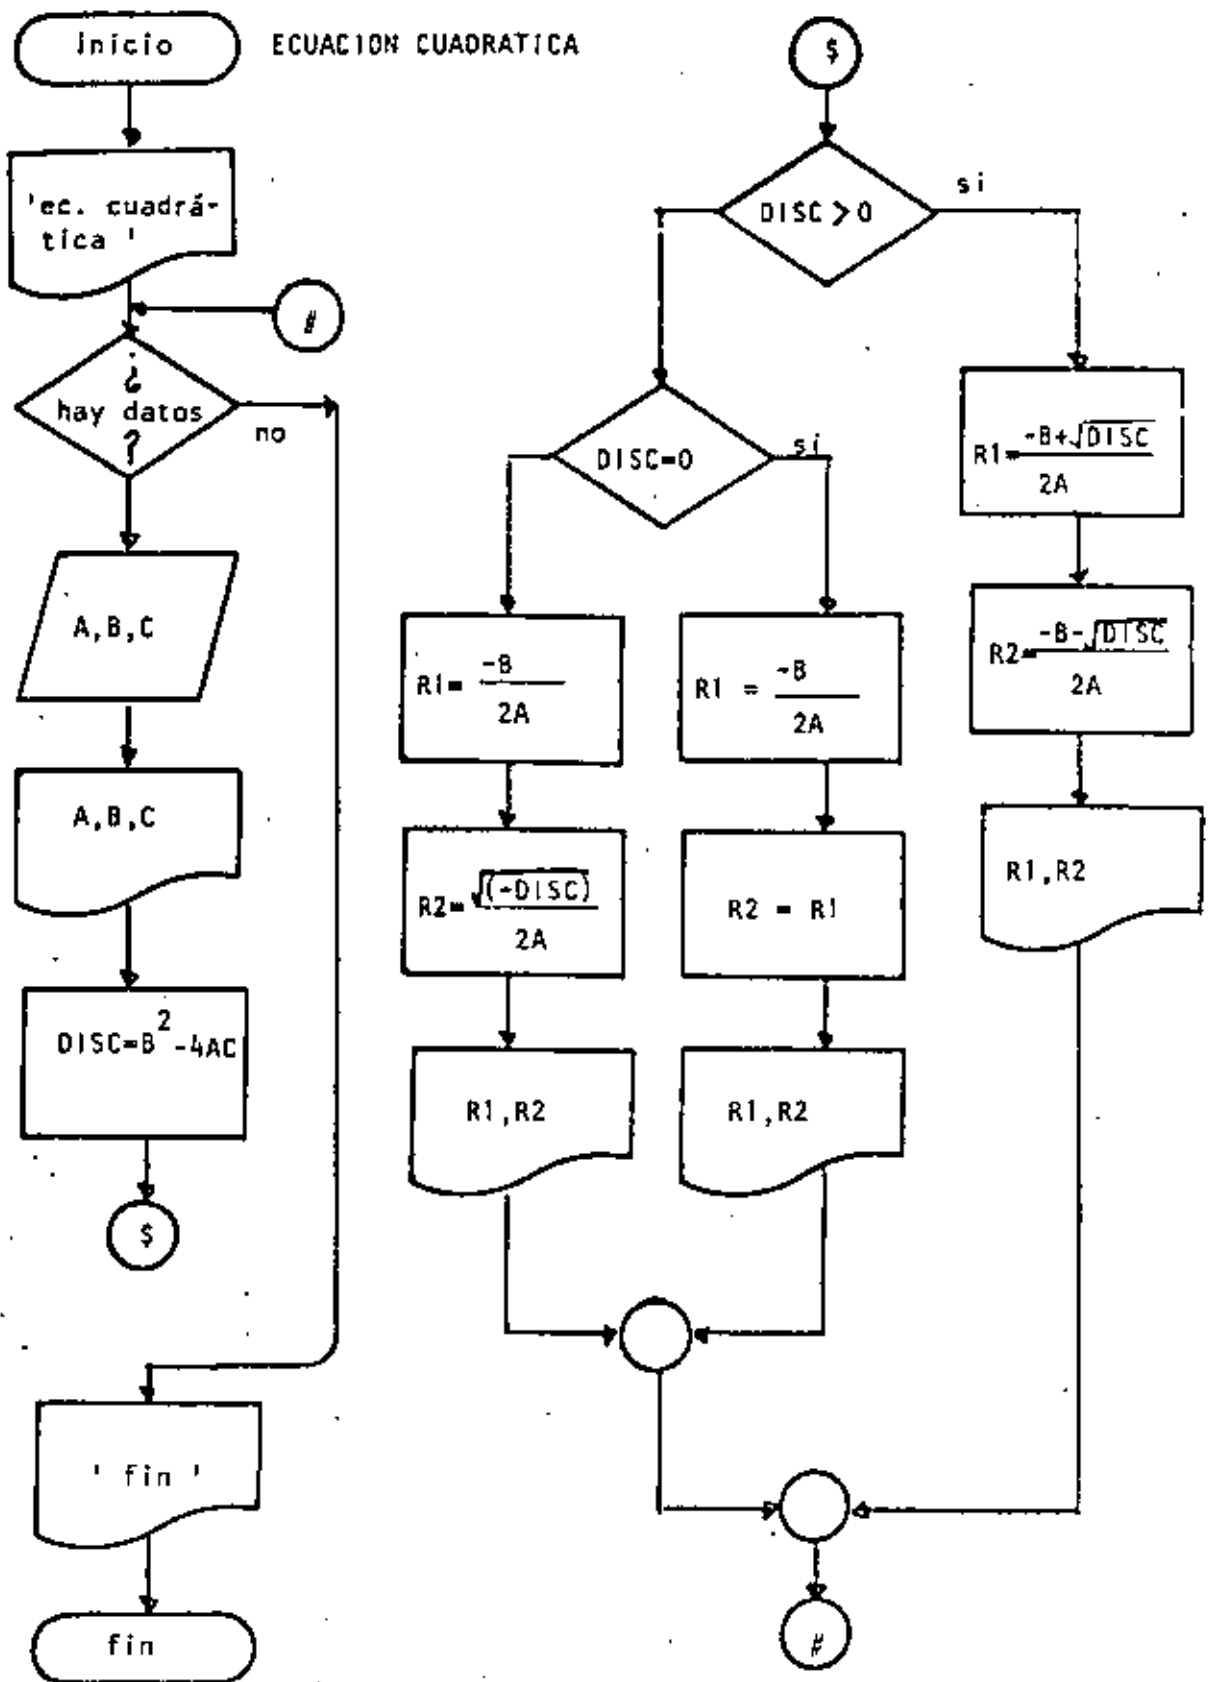 inicio
ECUACION CUADRATICA
'ec. cuadrá-
tica '
#
¿
hay datos
?
no
A,B,C
A,B,C
DISC=B²-4AC
$
' fin '
fin
$
DISC>0
si
DISC=0
si
R1= -B
2A
R2= √(-DISC)
2A
R1,R2
R1 = -B
2A
R2 = R1
R1,R2
R1= -B+√DISC
2A
R2= -B-√DISC
2A
R1,R2
#